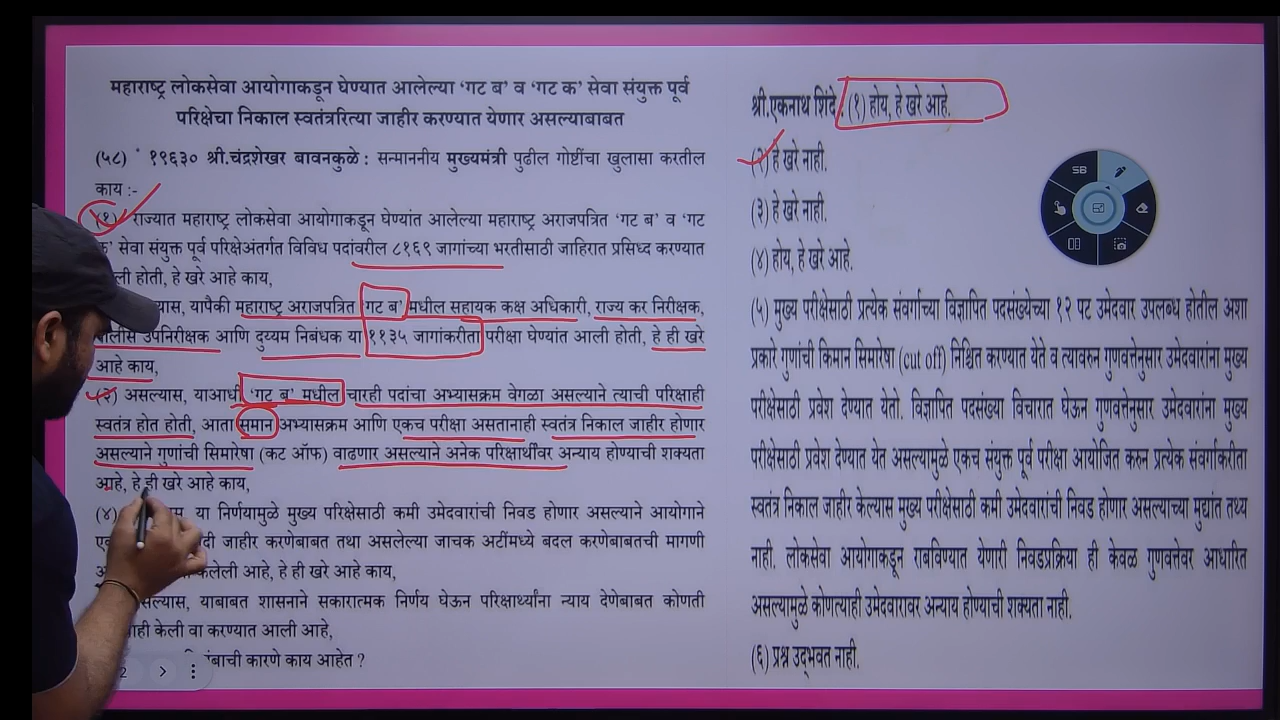 महाराष्ट्र लोकसेवा आयोगाकडून घेण्यात आलेल्या ‘गट ब’ व ‘गट क’ सेवा संयुक्त पूर्व
परिक्षेचा निकाल स्वतंत्ररित्या जाहीर करण्यात येणार असल्याबाबत
(५८) * १९६३० श्री.चंद्रशेखर बावनकुळे : सन्माननीय मुख्यमंत्री पुढील गोष्टींचा खुलासा करतील
काय :-
(१) राज्यात महाराष्ट्र लोकसेवा आयोगाकडून घेण्यांत आलेल्या महाराष्ट्र अराजपत्रित ‘गट ब’ व ‘गट
क’ सेवा संयुक्त पूर्व परिक्षेअंतर्गत विविध पदांवरील ८१६९ जागांच्या भरतीसाठी जाहिरात प्रसिध्द करण्यात
होती, हे खरे आहे काय,
यापैकी महाराष्ट्र अराजपत्रित ‘गट ब’ मधील सहायक कक्ष अधिकारी, राज्य कर निरीक्षक,
उपनिरीक्षक आणि दुय्यम निबंधक या ११३५ जागांकरीता परीक्षा घेण्यांत आली होती, हे ही खरे
आहे काय,
(३) असल्यास, याआधी ‘गट ब’ मधील चारही पदांचा अभ्यासक्रम वेगळा असल्याने त्याची परिक्षाही
स्वतंत्र होत होती, आता समान अभ्यासक्रम आणि एकच परीक्षा असतानाही स्वतंत्र निकाल जाहीर होणार
असल्याने गुणांची सिमारेषा (कट ऑफ) वाढणार असल्याने अनेक परिक्षार्थींवर अन्याय होण्याची शक्यता
आहे, हे ही खरे आहे काय,
(४) या निर्णयामुळे मुख्य परिक्षेसाठी कमी उमेदवारांची निवड होणार असल्याने आयोगाने
जाहीर करणेबाबत तथा असलेल्या जाचक अटींमध्ये बदल करणेबाबतची मागणी
केलेली आहे, हे ही खरे आहे काय,
याबाबत शासनाने सकारात्मक निर्णय घेऊन परिक्षार्थ्यांना न्याय देणेबाबत कोणती
केली वा करण्यात आली आहे,
कारणे काय आहेत ?
2
श्री.एकनाथ शिंदे : (१) होय, हे खरे आहे.
(२) हे खरे नाही.
(३) हे खरे नाही.
(४) होय, हे खरे आहे.
(५) मुख्य परीक्षेसाठी प्रत्येक संवर्गाच्या विज्ञापित पदसंख्येच्या १२ पट उमेदवार उपलब्ध होतील अशा
प्रकारे गुणांची किमान सिमारेषा (cut off) निश्चित करण्यात येते व त्यावरुन गुणवत्तेनुसार उमेदवारांना मुख्य
परीक्षेसाठी प्रवेश देण्यात येतो. विज्ञापित पदसंख्या विचारात घेऊन गुणवत्तेनुसार उमेदवारांना मुख्य
परीक्षेसाठी प्रवेश देण्यात येत असल्यामुळे एकच संयुक्त पूर्व परीक्षा आयोजित करुन प्रत्येक संवर्गाकरीता
स्वतंत्र निकाल जाहीर केल्यास मुख्य परीक्षेसाठी कमी उमेदवारांची निवड होणार असल्याच्या मुद्यांत तथ्य
नाही. लोकसेवा आयोगाकडून राबविण्यात येणारी निवडप्रक्रिया ही केवळ गुणवत्तेवर आधारित
असल्यामुळे कोणत्याही उमेदवारावर अन्याय होण्याची शक्यता नाही.
(६) प्रश्न उद्भवत नाही.
SB